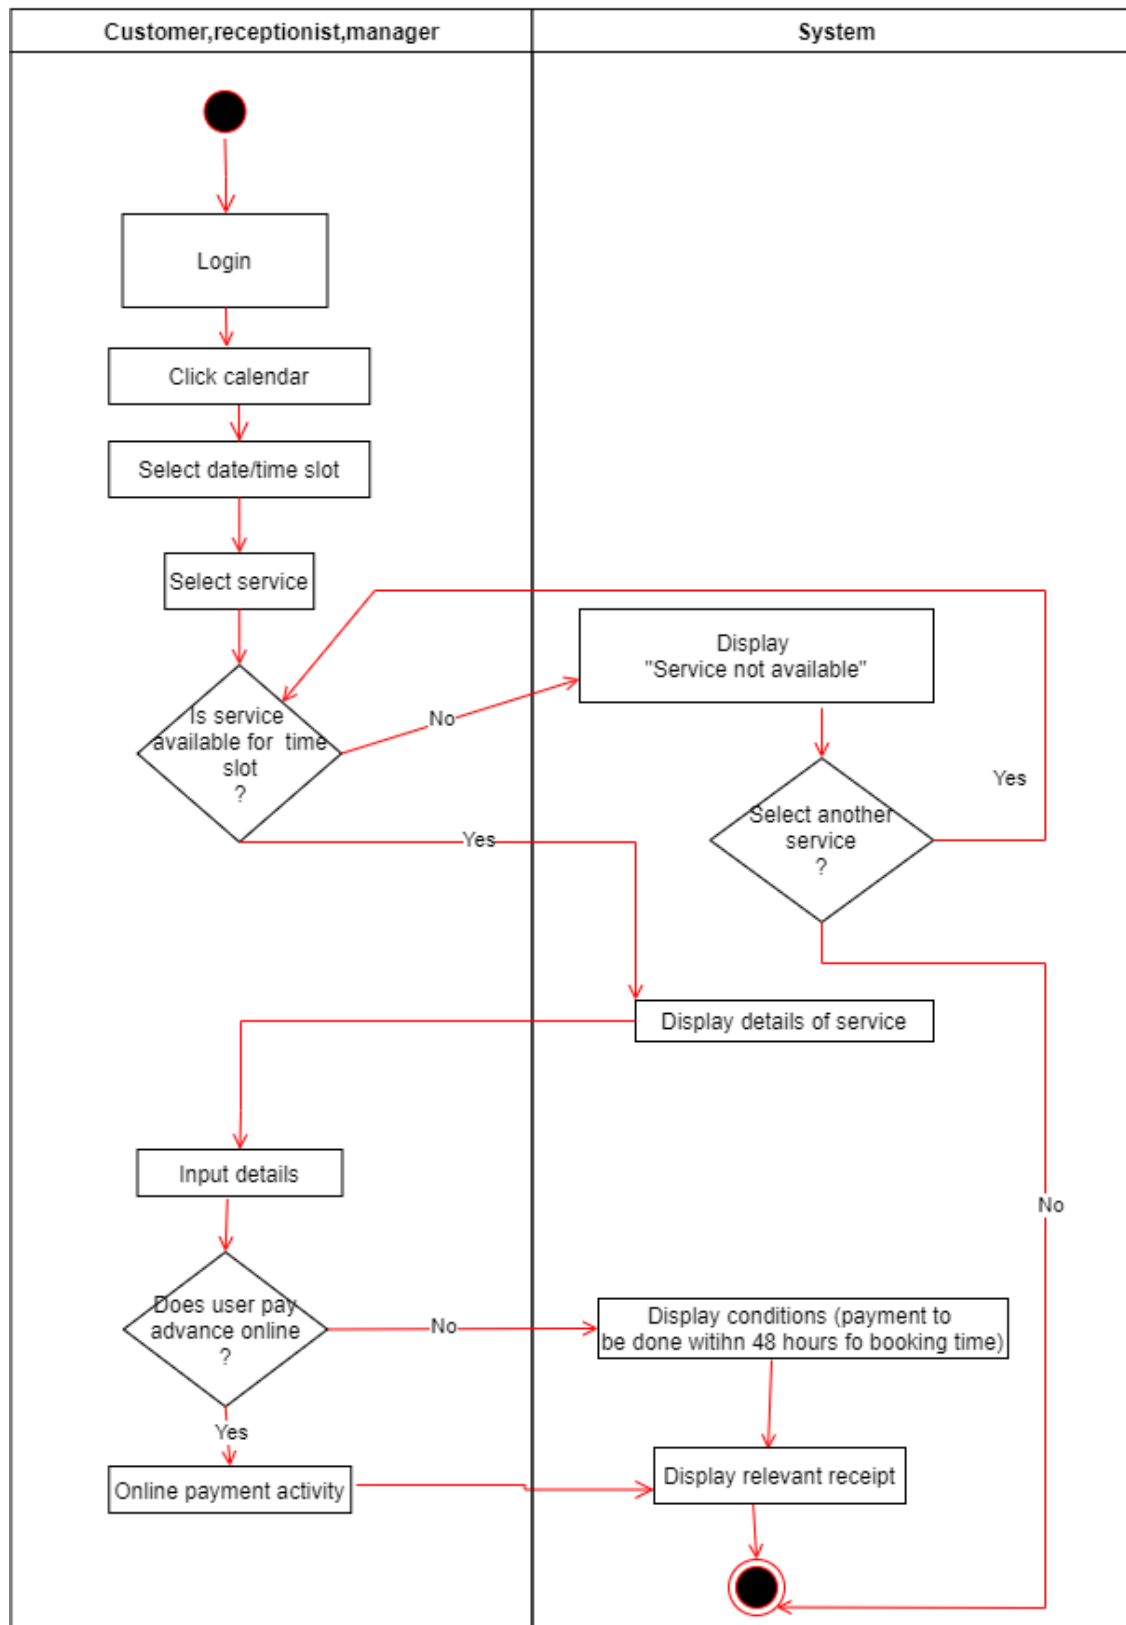 Customer,receptionist,manager
System
Login
Click calendar
Select date/time slot
Select service
Display
"Service not available"
Is service
available for time
slot
?
No
Yes
Select another
service
?
Yes
Display details of service
Input details
No
Does user pay
advance online
?
No
Display conditions (payment to
be done witihn 48 hours fo booking time)
Yes
Online payment activity
Display relevant receipt